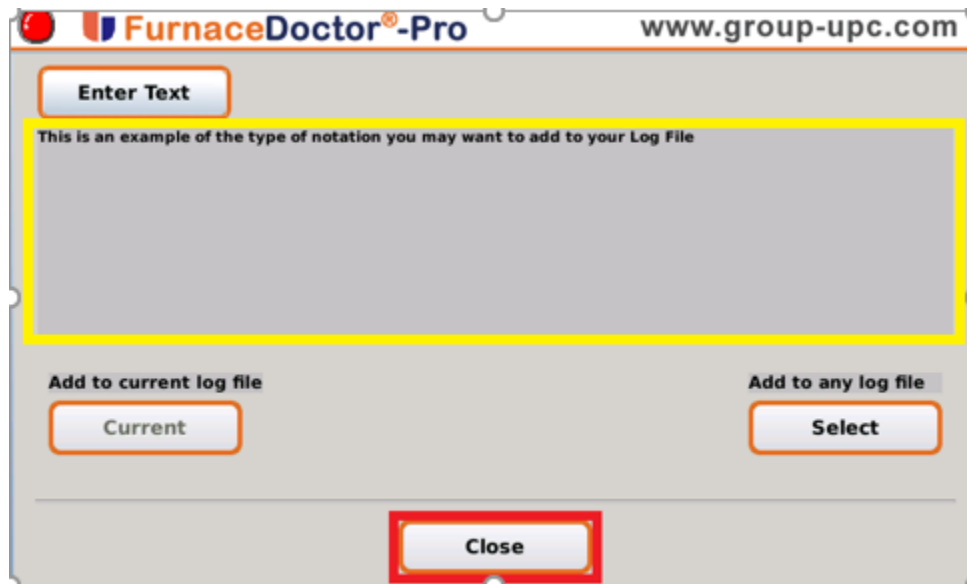 FurnaceDoctor®-Pro www.group-upc.com
Enter Text
This is an example of the type of notation you may want to add to your Log File
Add to current log file Add to any log file
Current Select
Close